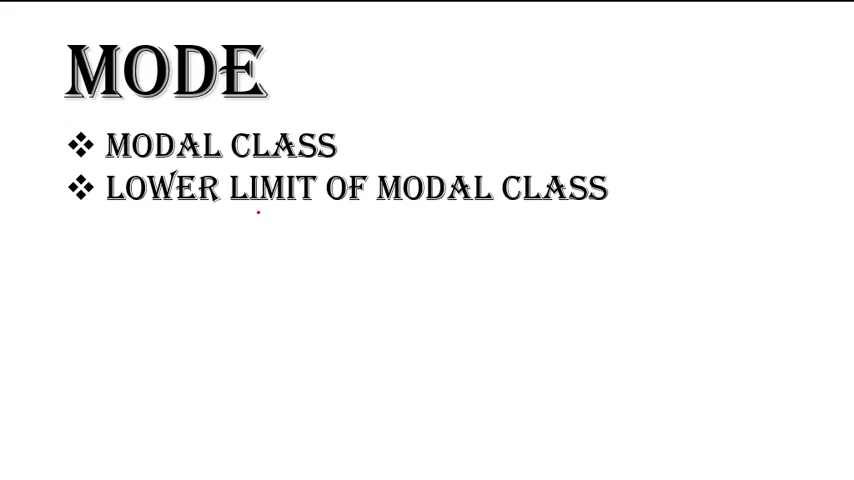 MODE
❖ MODAL CLASS
❖ LOWER LIMIT OF MODAL CLASS